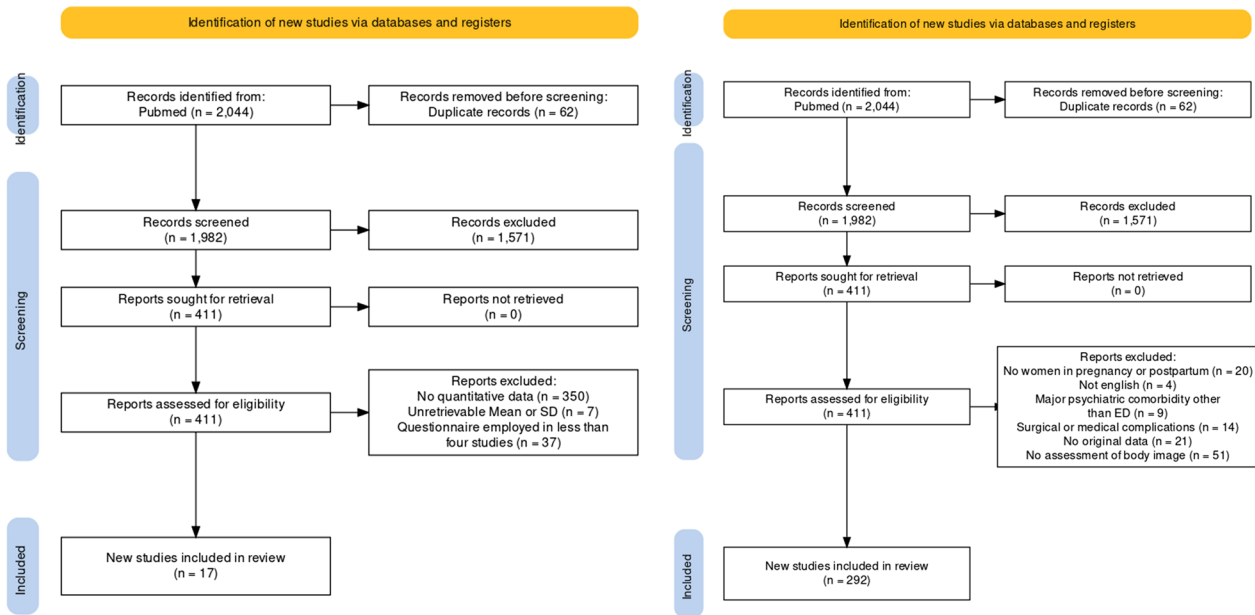 Identification of new studies via databases and registers
Identification
Records identified from:
Pubmed (n = 2,044)
Records removed before screening:
Duplicate records (n = 62)
Screening
Records screened
(n = 1,982)
Records excluded
(n = 1,571)
Reports sought for retrieval
(n = 411)
Reports not retrieved
(n = 0)
Reports assessed for eligibility
(n = 411)
Reports excluded:
No quantitative data (n = 350)
Unretrievable Mean or SD (n = 7)
Questionnaire employed in less than
four studies (n = 37)
Included
New studies included in review
(n = 17)
Identification of new studies via databases and registers
Identification
Records identified from:
Pubmed (n = 2,044)
Records removed before screening:
Duplicate records (n = 62)
Screening
Records screened
(n = 1,982)
Records excluded
(n = 1,571)
Reports sought for retrieval
(n = 411)
Reports not retrieved
(n = 0)
Reports assessed for eligibility
(n = 411)
Reports excluded:
No women in pregnancy or postpartum (n = 20)
Not english (n = 4)
Major psychiatric comorbidity other
than ED (n = 9)
Surgical or medical complications (n = 14)
No original data (n = 21)
No assessment of body image (n = 51)
Included
New studies included in review
(n = 292)